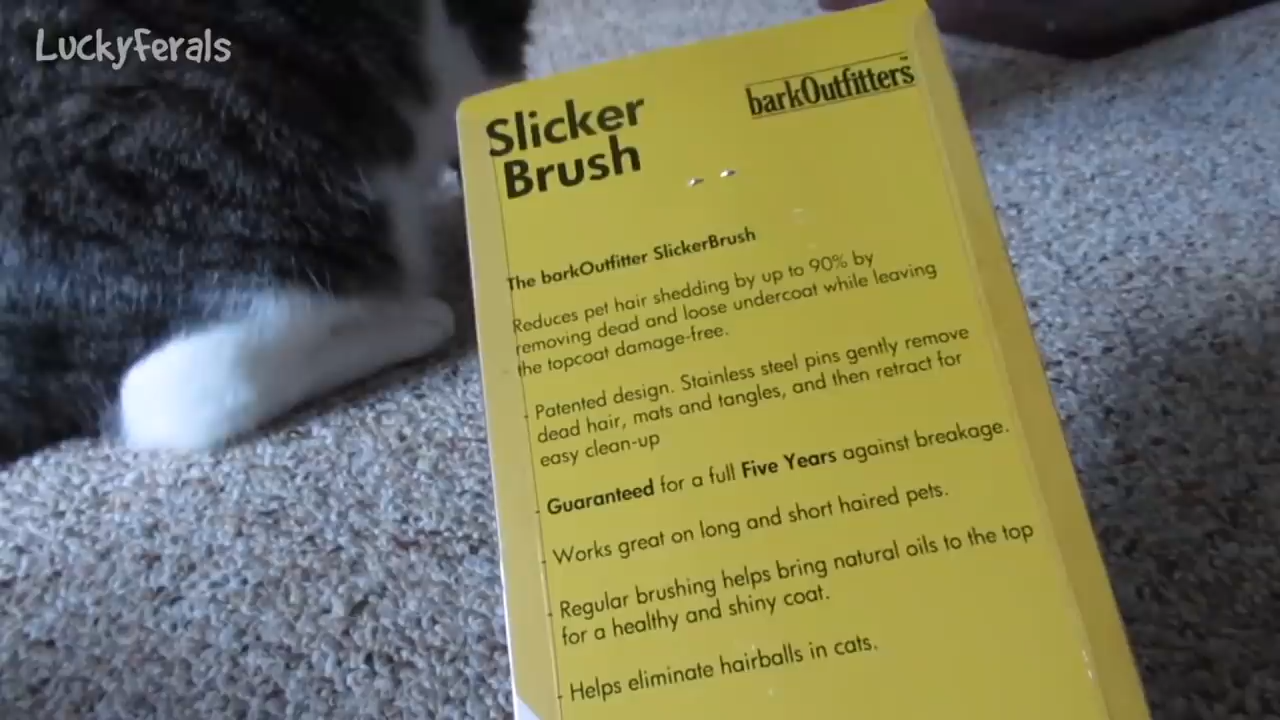 LuckyFerals
Slicker
Brush
barkOutfitters™
The barkOutfitter SlickerBrush
Reduces pet hair shedding by up to 90% by
removing dead and loose undercoat while leaving
the topcoat damage-free.
- Patented design. Stainless steel pins gently remove
dead hair, mats and tangles, and then retract for
easy clean-up
- Guaranteed for a full Five Years against breakage.
- Works great on long and short haired pets.
- Regular brushing helps bring natural oils to the top
for a healthy and shiny coat.
- Helps eliminate hairballs in cats.